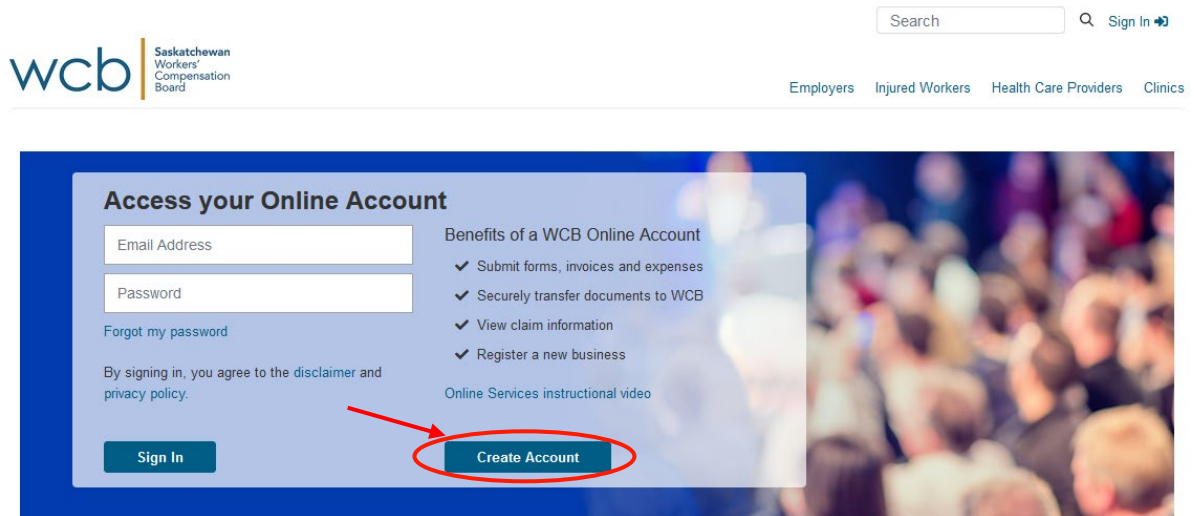 Search
Sign In
wcb
Saskatchewan
Workers'
Compensation
Board
Employers Injured Workers Health Care Providers Clinics
Access your Online Account
Email Address
Password
Forgot my password
By signing in, you agree to the disclaimer and
privacy policy.
Sign In
Benefits of a WCB Online Account
Submit forms, invoices and expenses
Securely transfer documents to WCB
View claim information
Register a new business
Online Services instructional video
Create Account